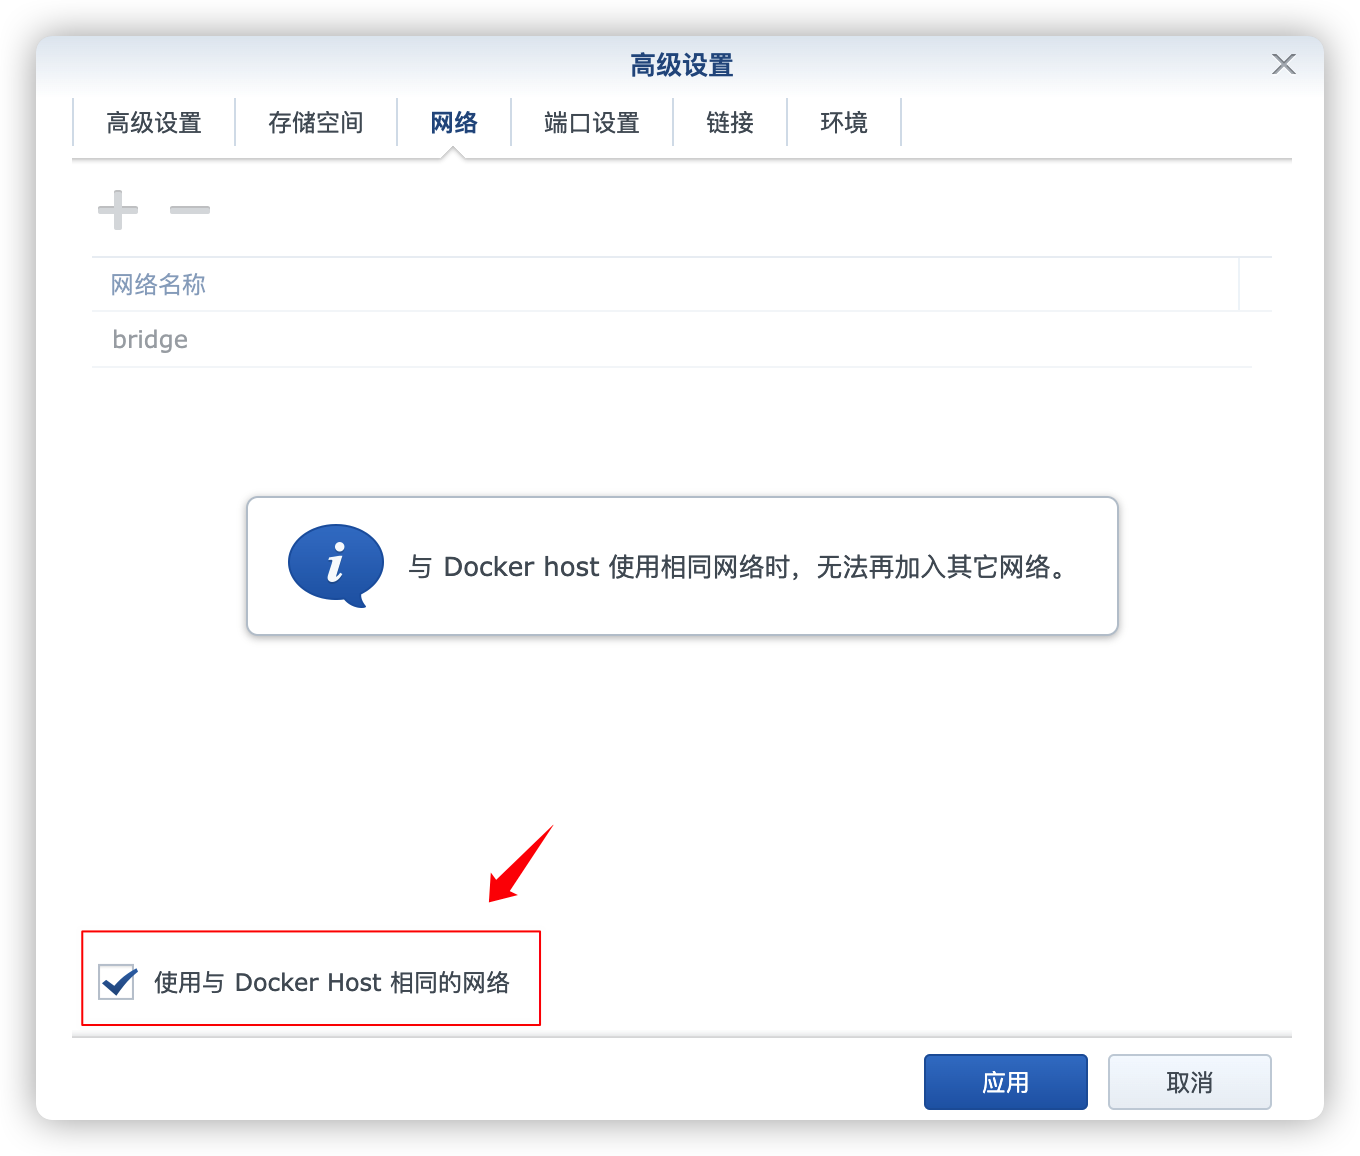 高级设置
高级设置 存储空间 网络 端口设置 链接 环境
网络名称
bridge
与 Docker host 使用相同网络时，无法再加入其它网络。
使用与 Docker Host 相同的网络
应用 取消